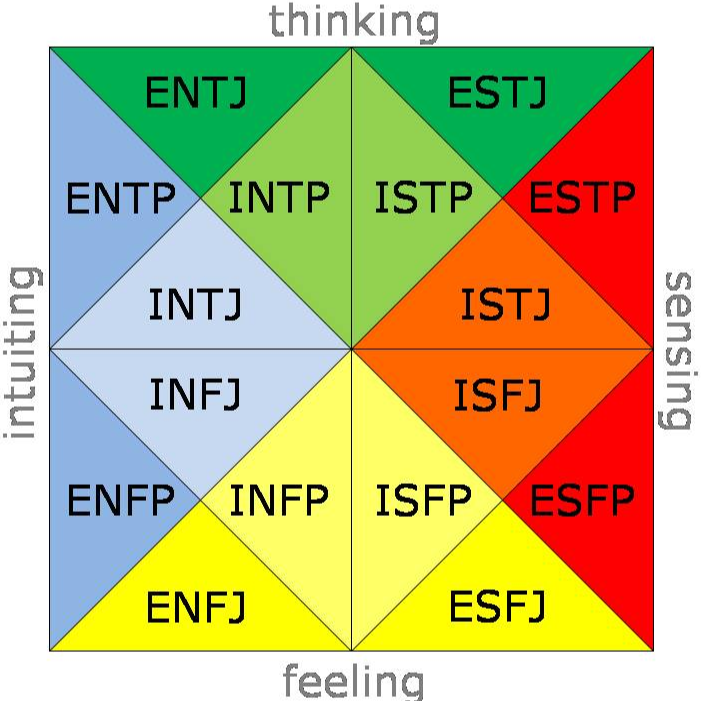 thinking
ENTJ ESTJ
ENTP INTP ISTP ESTP
INTJ ISTJ
intuiting
sensing
INFJ ISFJ
ENFP INFP ISFP ESFP
ENFJ ESFJ
feeling